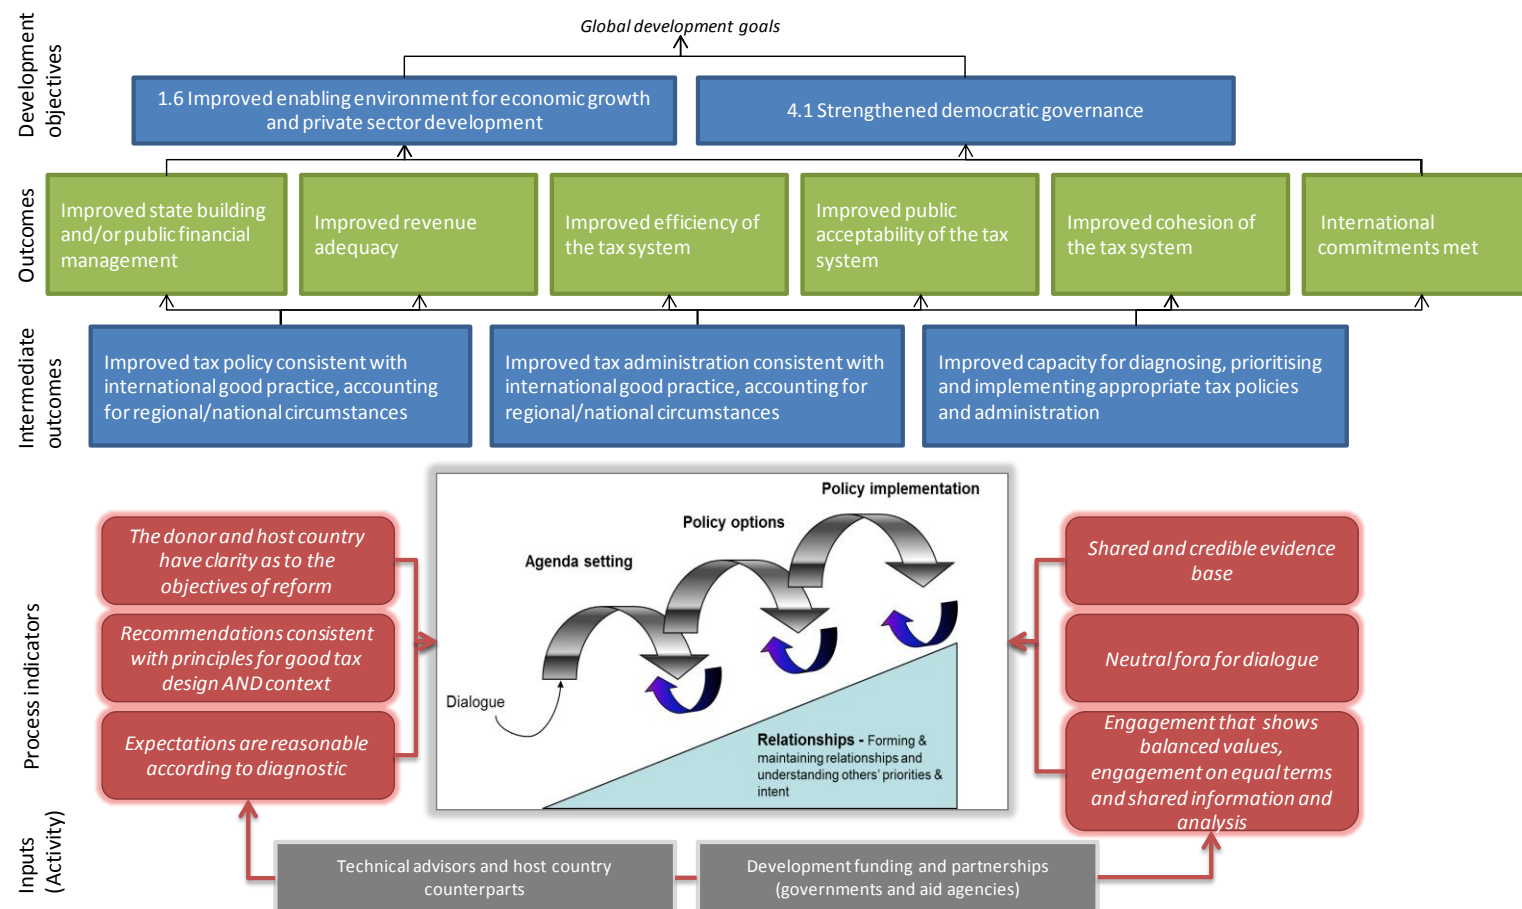 Global development goals
Development
objectives
1.6 Improved enabling environment for economic growth
and private sector development
4.1 Strengthened democratic governance
Outcomes
Improved state building
and/or public financial
management
Improved revenue
adequacy
Improved efficiency of
the tax system
Improved public
acceptability of the tax
system
Improved cohesion of
the tax system
International
commitments met
Intermediate
outcomes
Improved tax policy consistent with
international good practice, accounting
for regional/national circumstances
Improved tax administration consistent with
international good practice, accounting for
regional/national circumstances
Improved capacity for diagnosing, prioritising
and implementing appropriate tax policies
and administration
Process indicators
The donor and host country
have clarity as to the
objectives of reform
Recommendations consistent
with principles for good tax
design AND context
Expectations are reasonable
according to diagnostic
Policy implementation
Policy options
Agenda setting
Dialogue
Relationships - Forming &
maintaining relationships and
understanding others' priorities &
intent
Shared and credible evidence
base
Neutral fora for dialogue
Engagement that shows
balanced values,
engagement on equal terms
and shared information and
analysis
Inputs
(Activity)
Technical advisors and host country
counterparts
Development funding and partnerships
(governments and aid agencies)